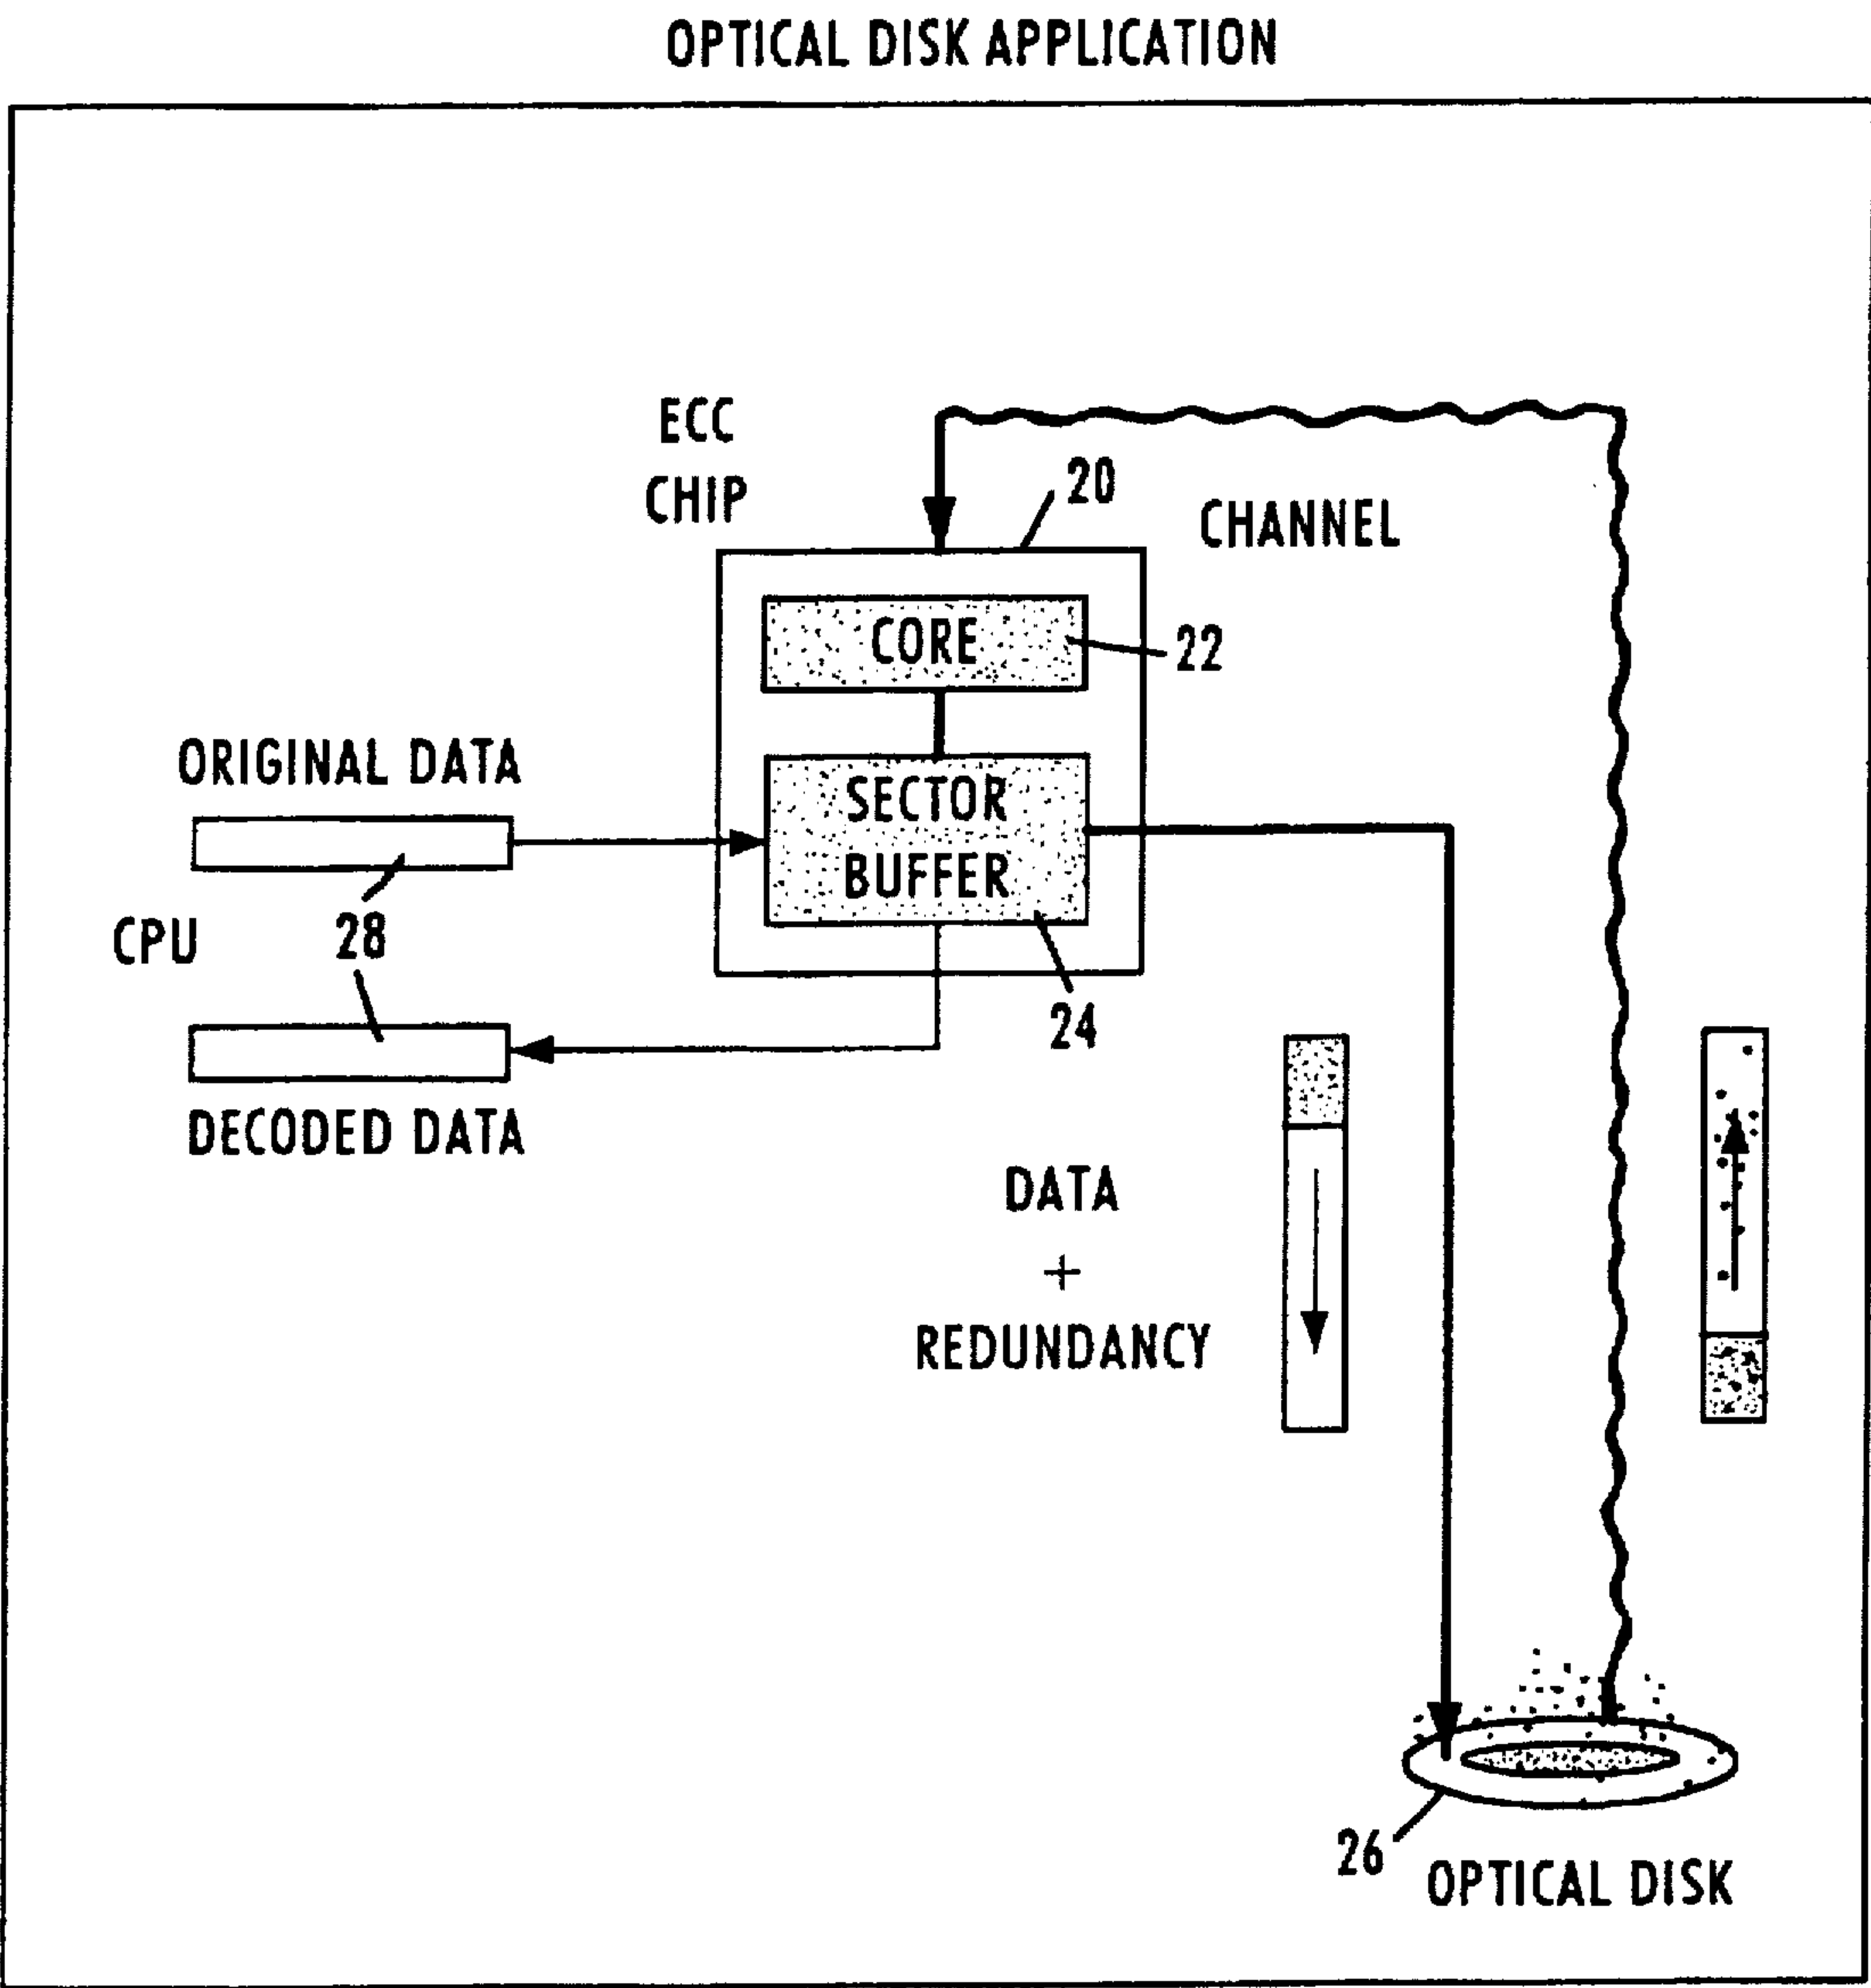 OPTICAL DISK APPLICATION
ECC
CHIP
20
CHANNEL
CORE
22
ORIGINAL DATA
SECTOR
BUFFER
CPU
28
24
DECODED DATA
DATA
+
REDUNDANCY
26
OPTICAL DISK